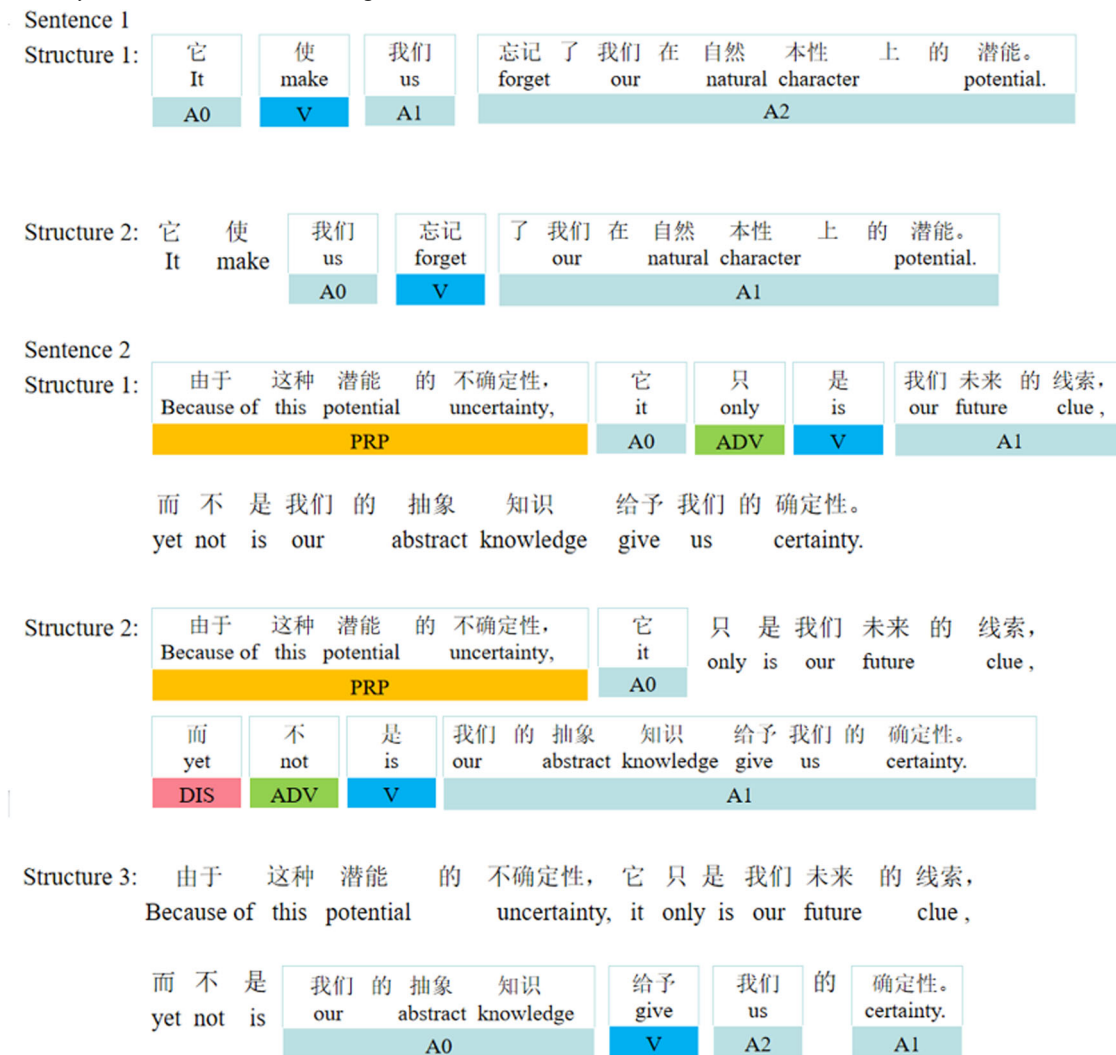 Sentence 1
Structure 1: 它 使 我们 忘记 了 我们 在 自然 本性 上 的 潜能。
It make us forget our natural character potential.
A0 V A1 A2
Structure 2: 它 使 我们 忘记 了 我们 在 自然 本性 上 的 潜能。
It make us forget our natural character potential.
A0 V A1
Sentence 2
Structure 1: 由于 这种 潜能 的 不确定性, 它 只 是 我们 未来 的 线索,
Because of this potential uncertainty, it only is our future clue ,
PRP A0 ADV V A1
而 不 是 我们 的 抽象 知识 给予 我们 的 确定性。
yet not is our abstract knowledge give us certainty.
Structure 2: 由于 这种 潜能 的 不确定性, 它 只 是 我们 未来 的 线索,
Because of this potential uncertainty, it only is our future clue ,
PRP A0
而 不 是 我们 的 抽象 知识 给予 我们 的 确定性。
yet not is our abstract knowledge give us certainty.
DIS ADV V A1
Structure 3: 由于 这种 潜能 的 不确定性, 它 只 是 我们 未来 的 线索,
Because of this potential uncertainty, it only is our future clue ,
而 不 是 我们 的 抽象 知识 给予 我们 的 确定性。
yet not is our abstract knowledge give us certainty.
A0 V A2 A1